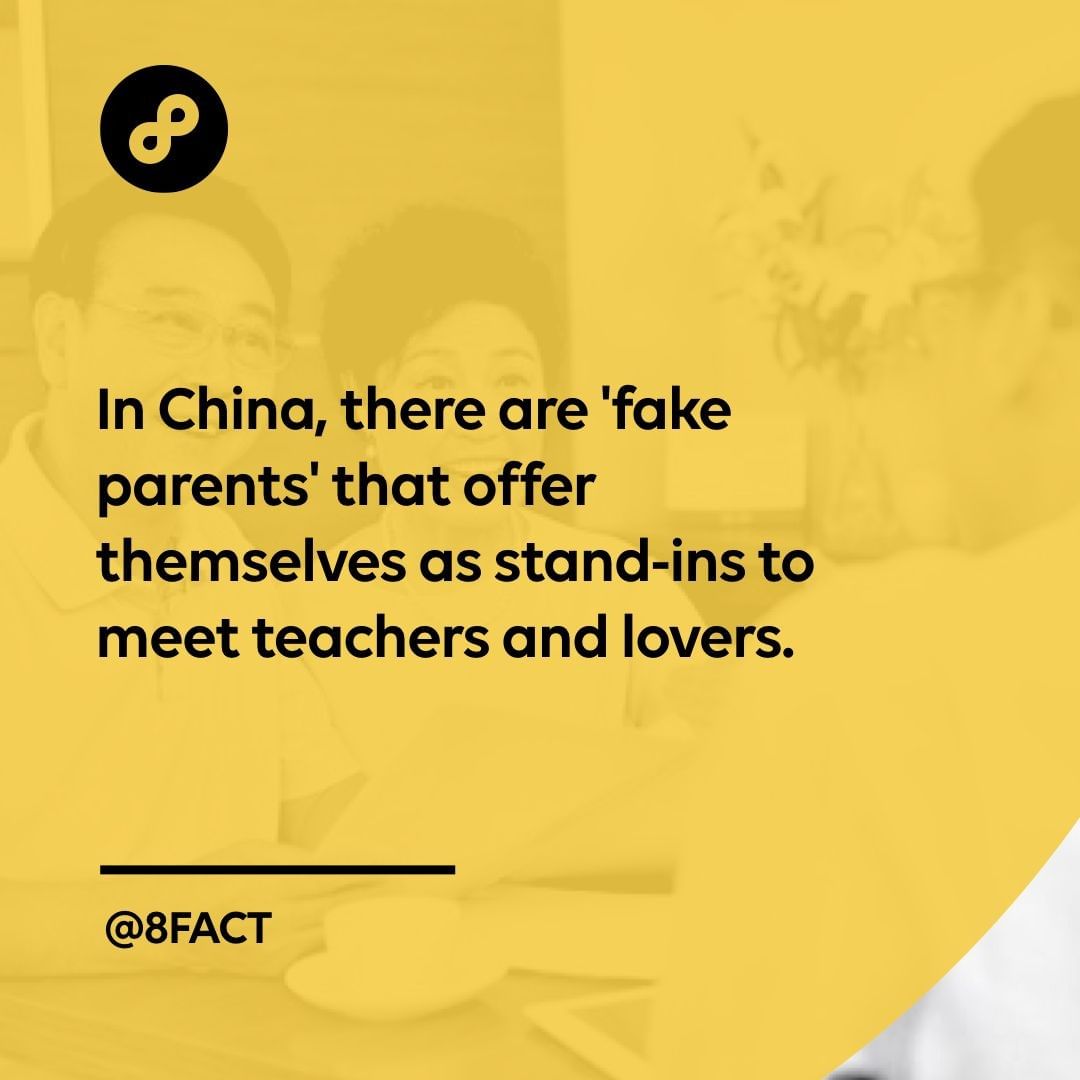 In China, there are 'fake
parents' that offer
themselves as stand-ins to
meet teachers and lovers.
@8FACT